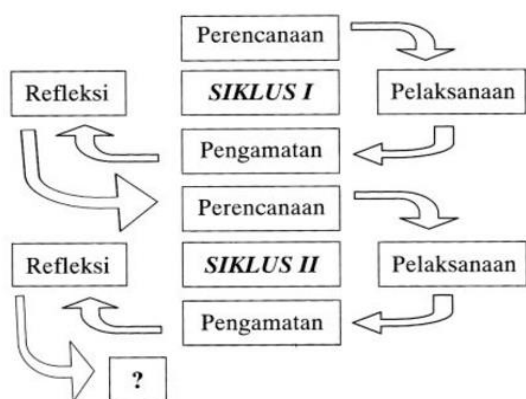 Perencanaan
Refleksi
SIKLUS I
Pelaksanaan
Pengamatan
Perencanaan
Refleksi
SIKLUS II
Pelaksanaan
Pengamatan
?